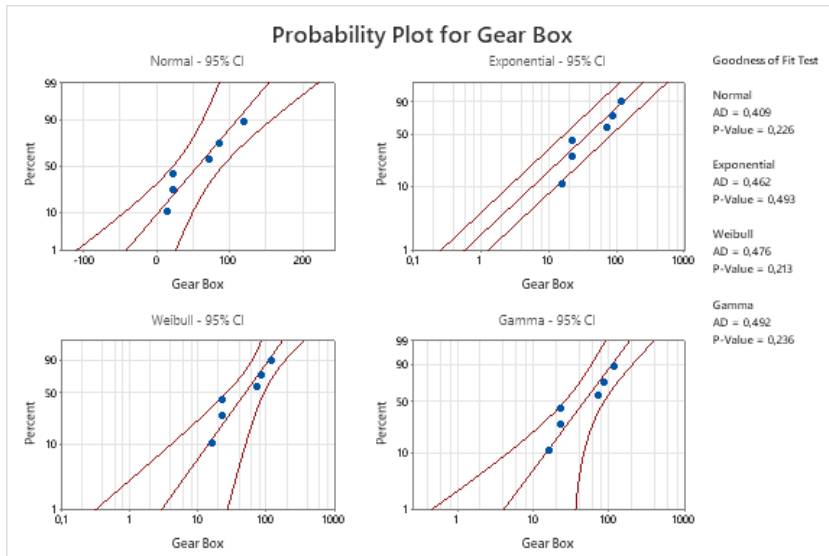 Probability Plot for Gear Box
Normal - 95% CI
Exponential - 95% CI
Goodness of Fit Test
Normal
AD = 0,409
P-Value = 0,226
Exponential
AD = 0,462
P-Value = 0,493
Weibull
AD = 0,476
P-Value = 0,213
Gamma
AD = 0,492
P-Value = 0,236
Percent
99
90
50
10
1
-100 0 100 200
Gear Box
Percent
90
50
10
1
0,1 1 10 100 1000
Gear Box
Weibull - 95% CI
Gamma - 95% CI
Percent
90
50
10
1
0,1 1 10 100 1000
Gear Box
Percent
99
90
50
10
1
1 10 100 1000
Gear Box